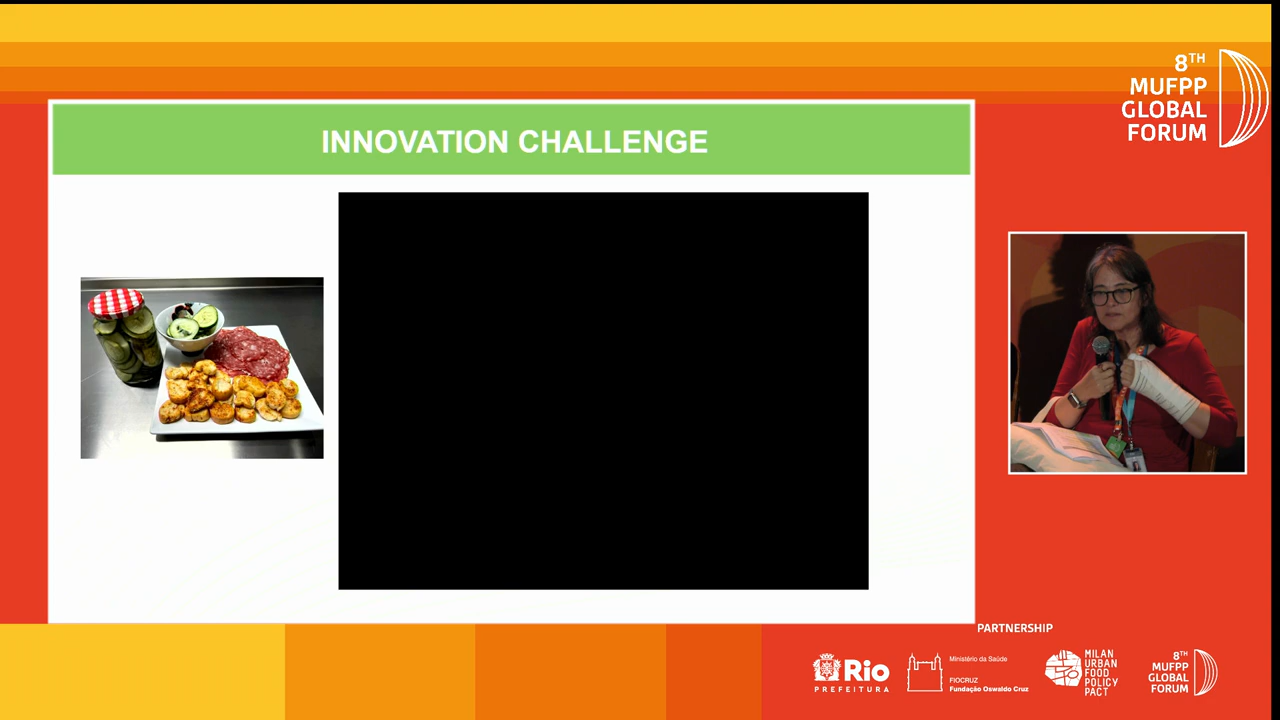 8TH
MUFPP
GLOBAL
FORUM
INNOVATION CHALLENGE
PARTNERSHIP
Rio
PREFEITURA
Ministério da Saúde
FIOCRUZ
Fundação Oswaldo Cruz
MILAN
URBAN
FOOD
POLICY
PACT
8TH
MUFPP
GLOBAL
FORUM